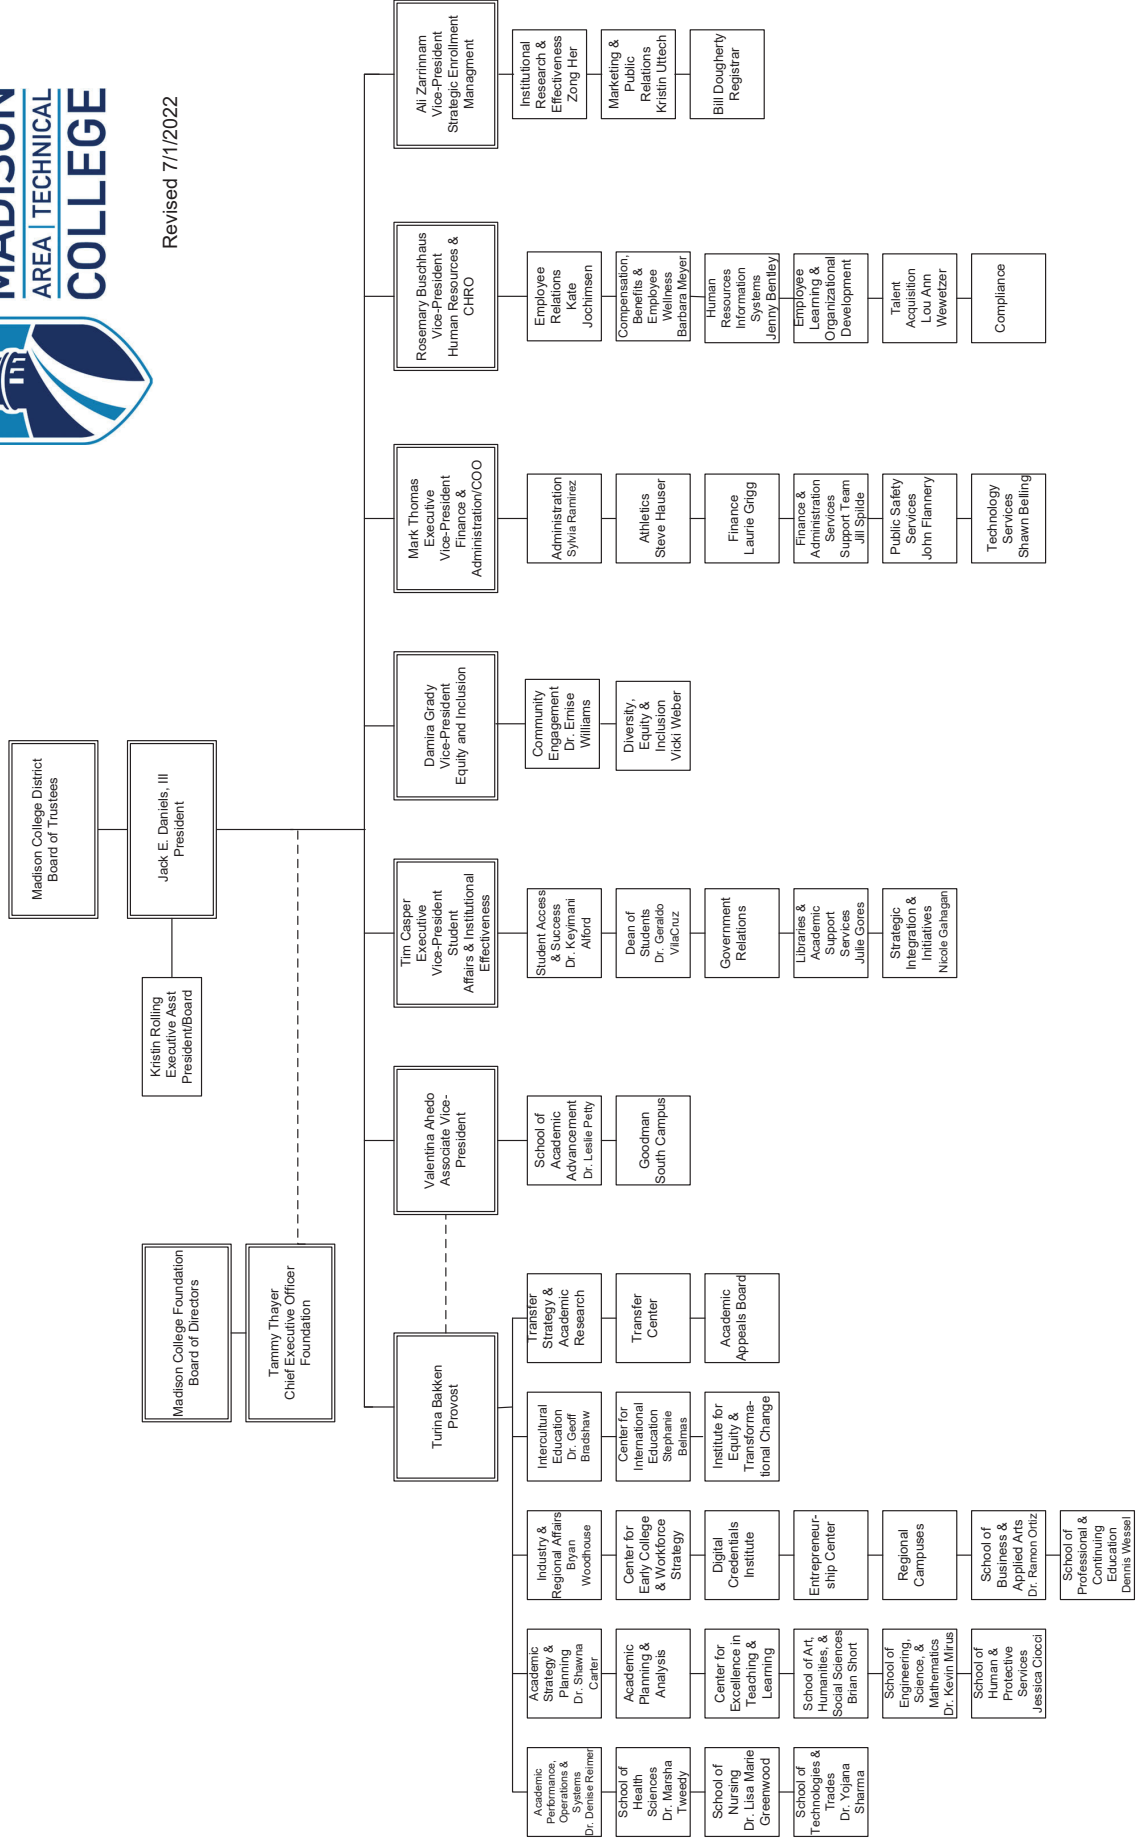 MADISON
AREA | TECHNICAL
COLLEGE
Revised 7/1/2022
Madison College District
Board of Trustees
Jack E. Daniels, III
President
Kristin Rolling
Executive Asst
President/Board
Madison College Foundation
Board of Directors
Tammy Thayer
Chief Executive Officer
Foundation
Turina Bakken
Provost
Valentina Ahedo
Associate Vice-
President
Tim Casper
Executive
Vice-President
Student
Affairs & Institutional
Effectiveness
Damira Grady
Vice-President
Equity and Inclusion
Mark Thomas
Executive
Vice-President
Finance &
Administration/COO
Rosemary Buschhaus
Vice-President
Human Resources &
CHRO
Ali Zarrinnam
Vice-President
Strategic Enrollment
Managment
Academic
Performance,
Operations &
Systems
Dr. Denise Reimer
School of
Health
Sciences
Dr. Marsha
Tweedy
School of
Nursing
Dr. Lisa Marie
Greenwood
School of
Technologies &
Trades
Dr. Yojana
Sharma
Academic
Strategy &
Planning
Dr. Shawna
Carter
Academic
Planning &
Analysis
Center for
Excellence in
Teaching &
Learning
School of Art,
Humanities, &
Social Sciences
Brian Short
School of
Engineering,
Science, &
Mathematics
Dr. Kevin Mirus
School of
Human &
Protective
Services
Jessica Ciocci
Industry &
Regional Affairs
Bryan
Woodhouse
Center for
Early College
& Workforce
Strategy
Digital
Credentials
Institute
Entrepreneur-
ship Center
Regional
Campuses
School of
Business &
Applied Arts
Dr. Ramon Ortiz
School of
Professional &
Continuing
Education
Dennis Wessel
Intercultural
Education
Dr. Geoff
Bradshaw
Center for
International
Education
Stephanie
Belmas
Institute for
Equity &
Transforma-
tional Change
Transfer
Strategy &
Academic
Research
Transfer
Center
Academic
Appeals Board
School of
Academic
Advancement
Dr. Leslie Petty
Goodman
South Campus
Student Access
& Success
Dr. Keyimani
Alford
Dean of
Students
Dr. Geraldo
VilaCruz
Government
Relations
Libraries &
Academic
Support
Services
Julie Gores
Strategic
Integration &
Initiatives
Nicole Gahagan
Community
Engagement
Dr. Ernise
Williams
Diversity,
Equity &
Inclusion
Vicki Weber
Administration
Sylvia Ramirez
Athletics
Steve Hauser
Finance
Laurie Grigg
Finance &
Administration
Services
Support Team
Jill Spilde
Public Safety
Services
John Flannery
Technology
Services
Shawn Belling
Employee
Relations
Kate
Jochimsen
Compensation,
Benefits &
Employee
Wellness
Barbara Meyer
Human
Resources
Information
Systems
Jenny Bentley
Employee
Learning &
Organizational
Development
Talent
Acquisition
Lou Ann
Wewetzer
Compliance
Institutional
Research &
Effectiveness
Zong Her
Marketing &
Public
Relations
Kristin Uttech
Bill Dougherty
Registrar